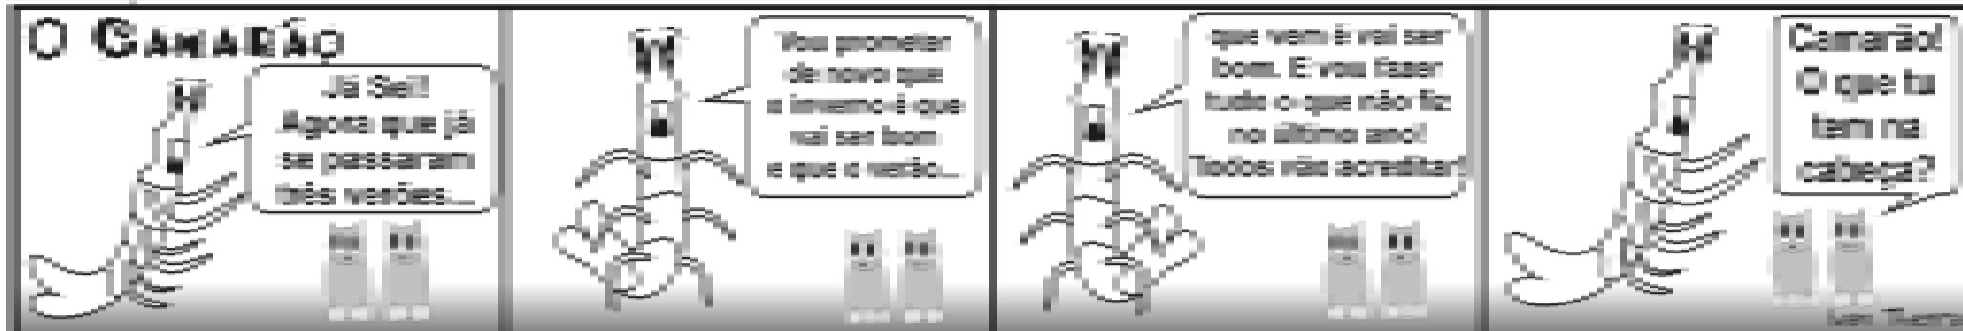 O CAMARÃO
Já Sei!
Agora que já
se passaram
três verões...
Vou prometer
de novo que
o inverno é que
vai ser bom
e que o verão...
que vem é vai ser
bom. E vou fazer
tudo o que não fiz
no último ano!
Todos vão acreditar!
Camarão!
O que tu
tem na
cabeça?